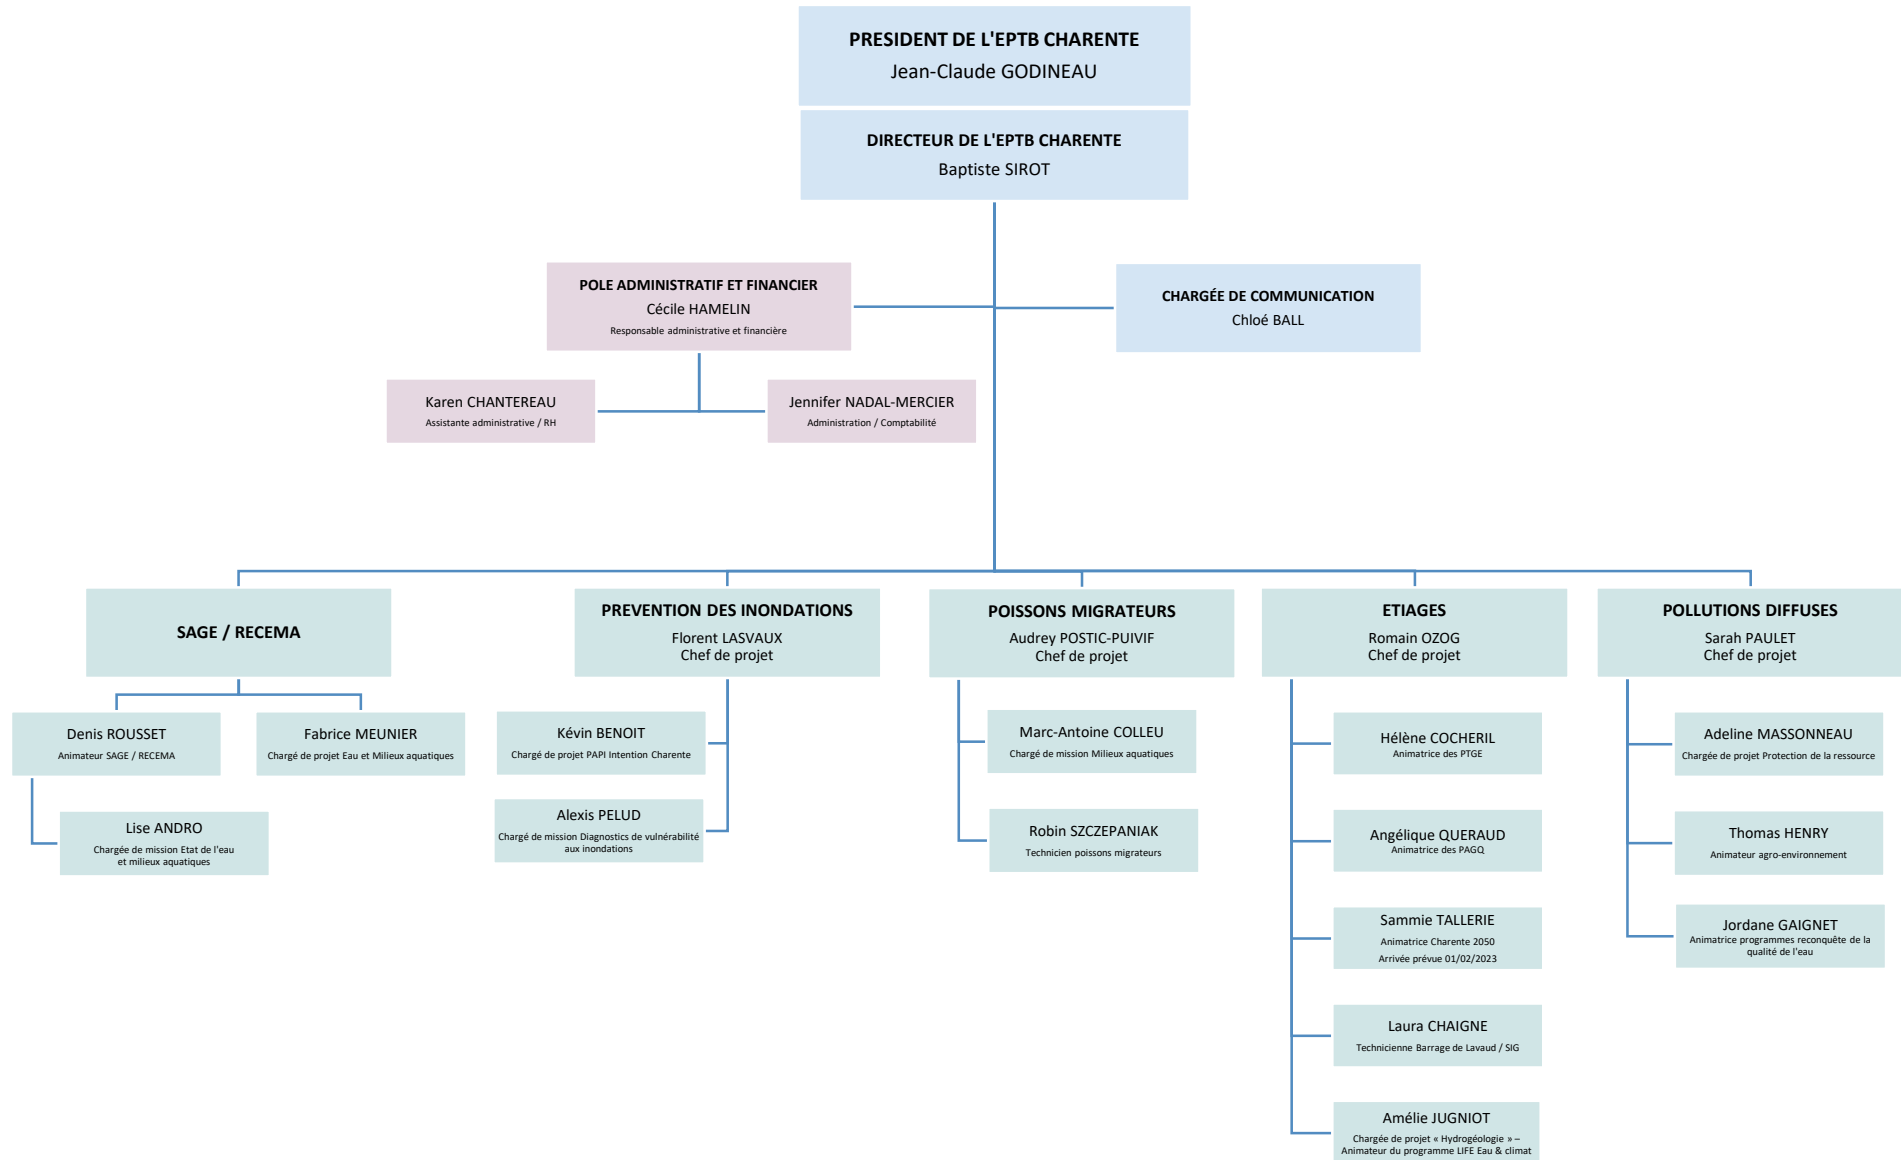 PRESIDENT DE L'EPTB CHARENTE
Jean-Claude GODINEAU
DIRECTEUR DE L'EPTB CHARENTE
Baptiste SIROT
POLE ADMINISTRATIF ET FINANCIER
Cécile HAMELIN
Responsable administrative et financière
CHARGÉE DE COMMUNICATION
Chloé BALL
Karen CHANTEREAU
Assistante administrative / RH
Jennifer NADAL-MERCIER
Administration / Comptabilité
SAGE / RECEMA
Denis ROUSSET
Animateur SAGE / RECEMA
Fabrice MEUNIER
Chargé de projet Eau et Milieux aquatiques
Lise ANDRO
Chargée de mission Etat de l'eau
et milieux aquatiques
PREVENTION DES INONDATIONS
Florent LASVAUX
Chef de projet
Kévin BENOIT
Chargé de projet PAPI Intention Charente
Alexis PELUD
Chargé de mission Diagnostics de vulnérabilité
aux inondations
POISSONS MIGRATEURS
Audrey POSTIC-PUIVIF
Chef de projet
Marc-Antoine COLLEU
Chargé de mission Milieux aquatiques
Robin SZCZEPANIAK
Technicien poissons migrateurs
ETIAGES
Romain OZOG
Chef de projet
Hélène COCHERIL
Animatrice des PTGE
Angélique QUERAUD
Animatrice des PAGQ
Sammie TALLERIE
Animatrice Charente 2050
Arrivée prévue 01/02/2023
Laura CHAIGNE
Technicienne Barrage de Lavaud / SIG
Amélie JUGNIOT
Chargée de projet « Hydrogéologie » –
Animateur du programme LIFE Eau & climat
POLLUTIONS DIFFUSES
Sarah PAULET
Chef de projet
Adeline MASSONNEAU
Chargée de projet Protection de la ressource
Thomas HENRY
Animateur agro-environnement
Jordane GAIGNET
Animatrice programmes reconquête de la
qualité de l'eau